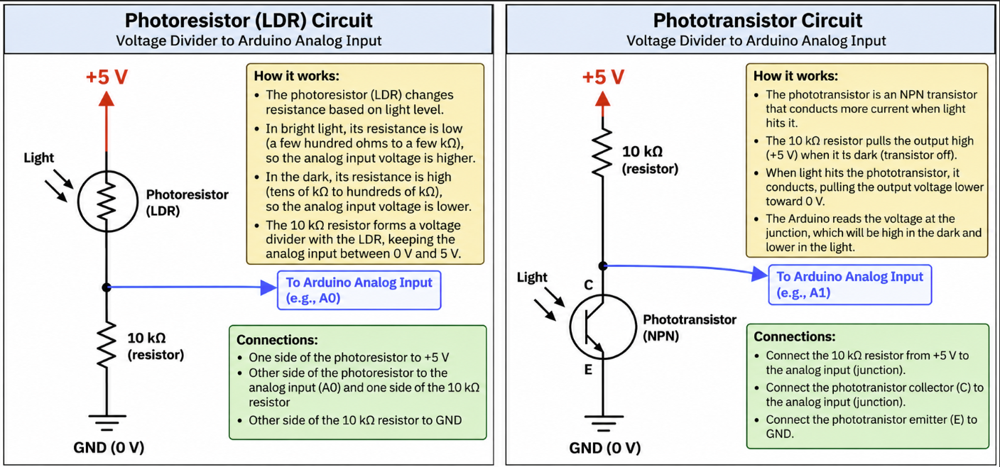 Photoresistor (LDR) Circuit
Voltage Divider to Arduino Analog Input
+5 V
Light
Photoresistor
(LDR)
10 kΩ
(resistor)
GND (0 V)
How it works:
• The photoresistor (LDR) changes
resistance based on light level.
• In bright light, its resistance is low
(a few hundred ohms to a few kΩ),
so the analog input voltage is higher.
• In the dark, its resistance is high
(tens of kΩ to hundreds of kΩ),
so the analog input voltage is lower.
• The 10 kΩ resistor forms a voltage
divider with the LDR, keeping the
analog input between 0 V and 5 V.
To Arduino Analog Input
(e.g., A0)
Connections:
• One side of the photoresistor to +5 V
• Other side of the photoresistor to the
analog input (A0) and one side of the 10 kΩ
resistor
• Other side of the 10 kΩ resistor to GND
Phototransistor Circuit
Voltage Divider to Arduino Analog Input
+5 V
10 kΩ
(resistor)
Light
C
Phototransistor
(NPN)
E
GND (0 V)
How it works:
• The phototransistor is an NPN transistor
that conducts more current when light
hits it.
• The 10 kΩ resistor pulls the output high
(+5 V) when it is dark (transistor off).
• When light hits the phototransistor, it
conducts, pulling the output voltage lower
toward 0 V.
• The Arduino reads the voltage at the
junction, which will be high in the dark and
lower in the light.
To Arduino Analog Input
(e.g., A1)
Connections:
• Connect the 10 kΩ resistor from +5 V to
the analog input (junction).
• Connect the phototranistor collector (C) to
the analog input (junction).
• Connect the phototranistor emitter (E) to
GND.